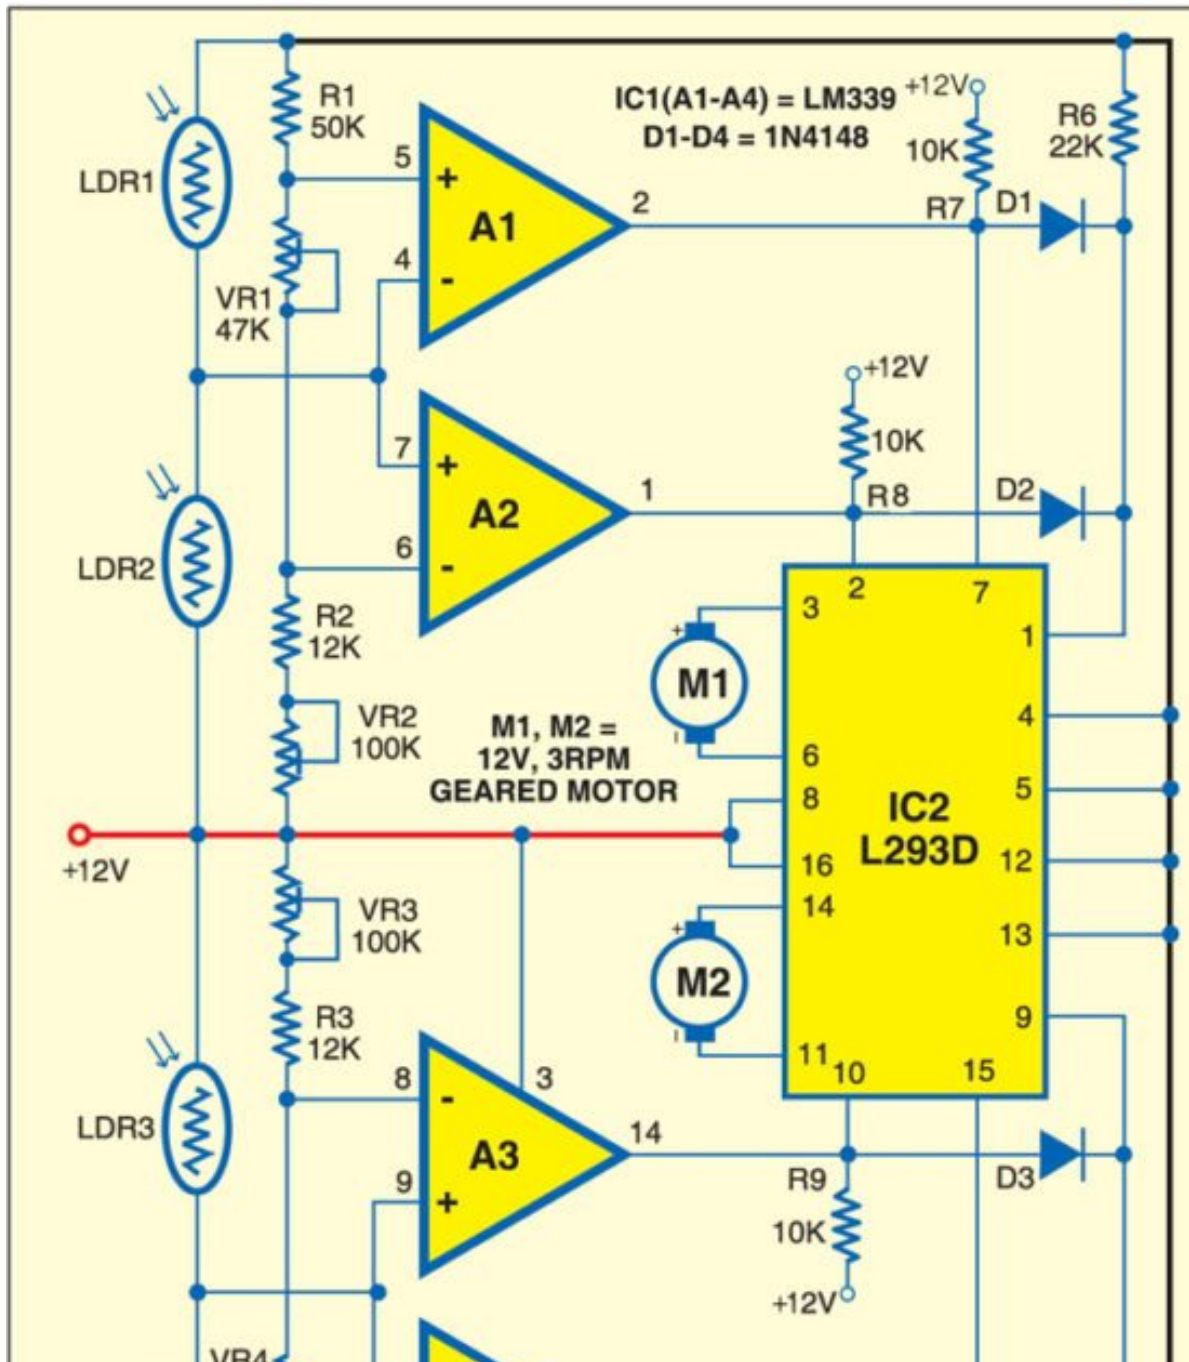 R1
50K
IC1(A1-A4) = LM339
D1-D4 = 1N4148
+12V
10K
R7
R6
22K
D1
LDR1
5
+
A1
2
4
-
VR1
47K
+12V
10K
R8
D2
7
+
A2
1
6
-
LDR2
R2
12K
VR2
100K
M1, M2 =
12V, 3RPM
GEARED MOTOR
+
M1
-
3
2
7
1
4
6
8
5
IC2
L293D
16
12
14
13
9
11
10
15
+12V
VR3
100K
+
M2
-
R3
12K
LDR3
8
-
3
A3
14
9
+
R9
10K
+12V
D3
VR4